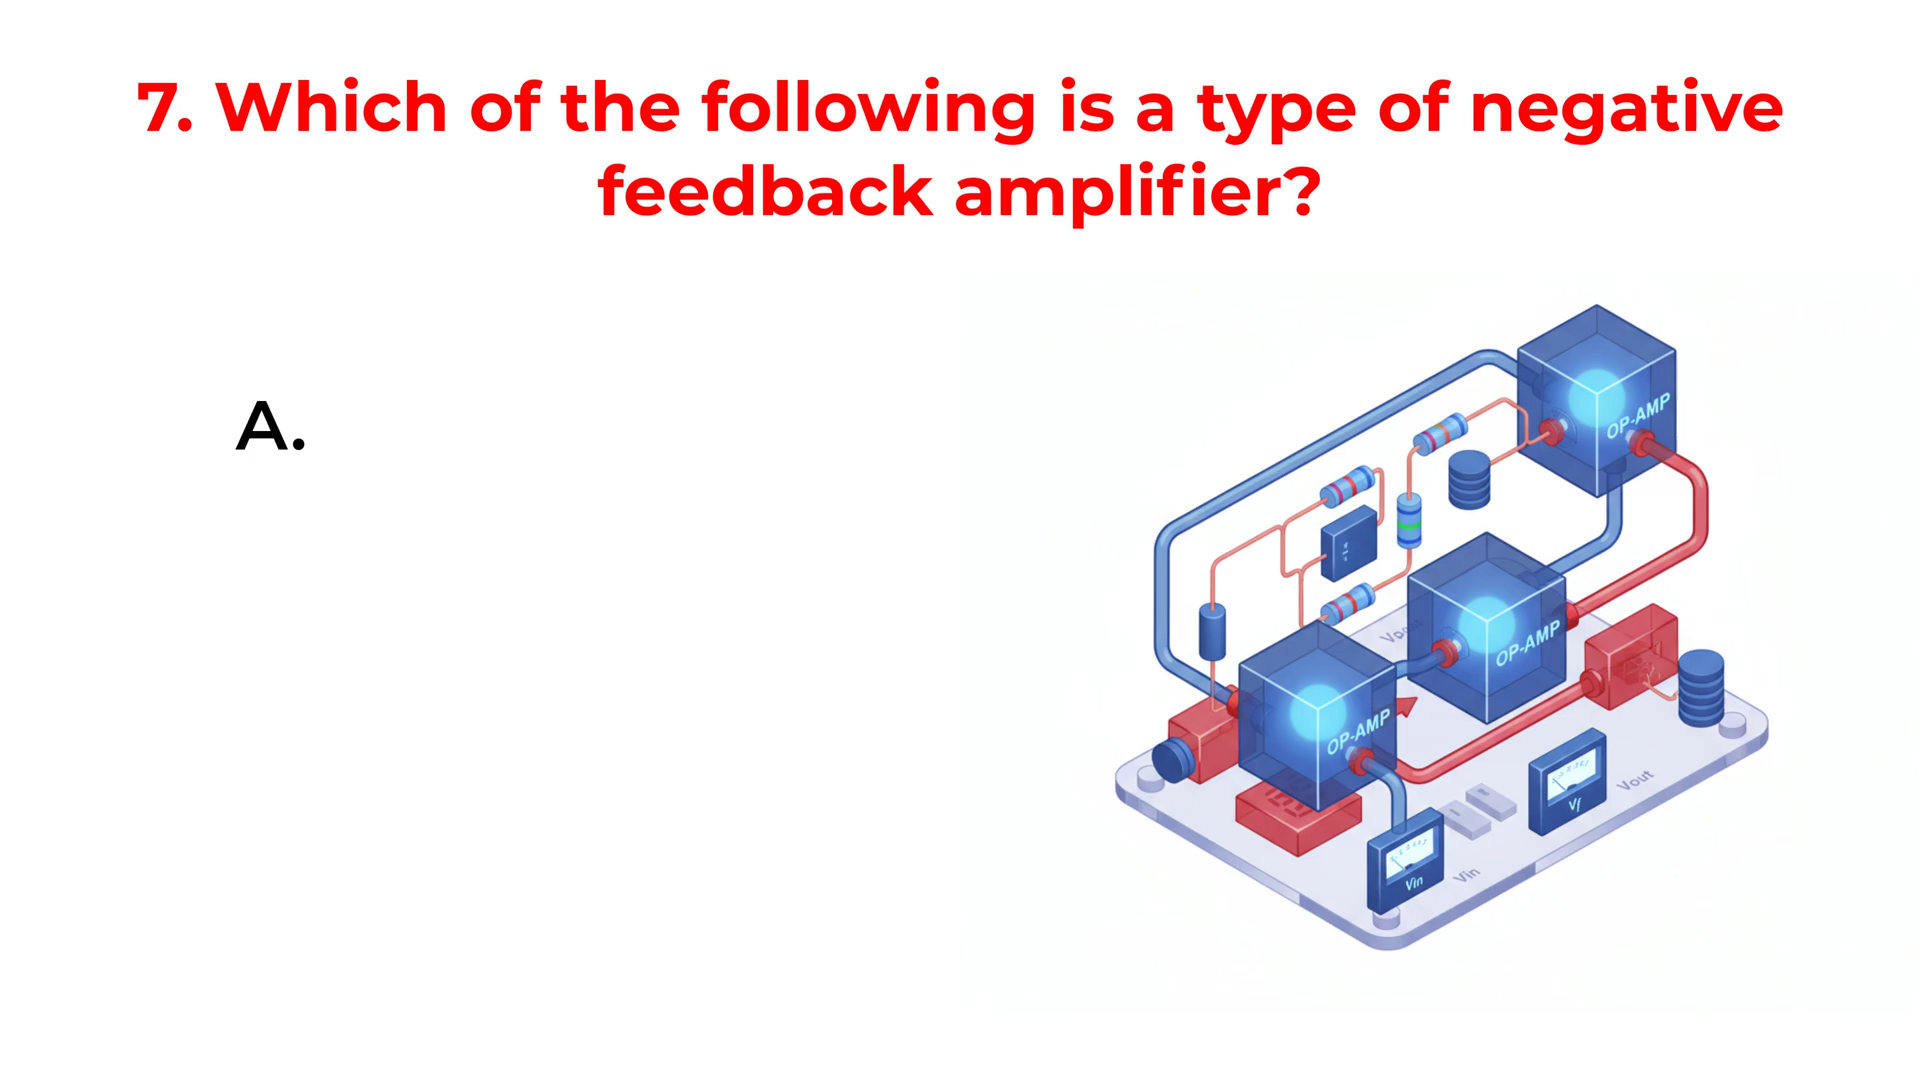 7. Which of the following is a type of negative
feedback amplifier?
A.
OP-AMP
OP-AMP
OP-AMP
Vf
Vout
Vin
Vin